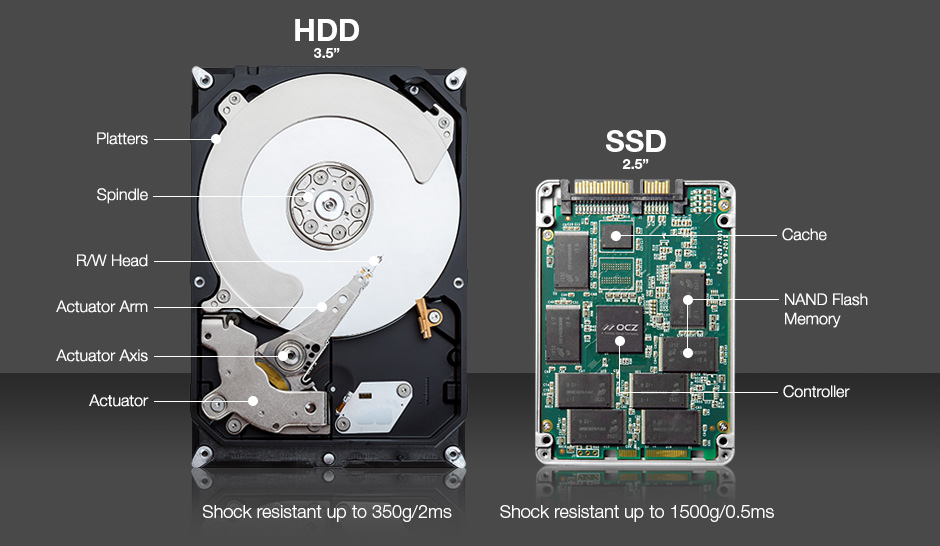 HDD
3.5”
Platters
Spindle
R/W Head
Actuator Arm
Actuator Axis
Actuator
Shock resistant up to 350g/2ms
SSD
2.5”
Cache
NAND Flash
Memory
Controller
OCZ
Shock resistant up to 1500g/0.5ms